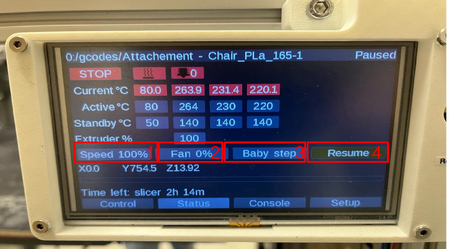 0:/gcodes/Attachement - Chair_PLa_165-1 Paused
STOP 0
Current °C 80.0 263.9 231.4 220.1
Active °C 80 264 230 220
Standby °C 50 140 140 140
Extruder % 100
Speed 100% 1 Fan 0% 2 Baby step 3 Resume 4
X0.0 Y754.5 Z13.92
Time left: slicer 2h 14m
Control Status Console Setup